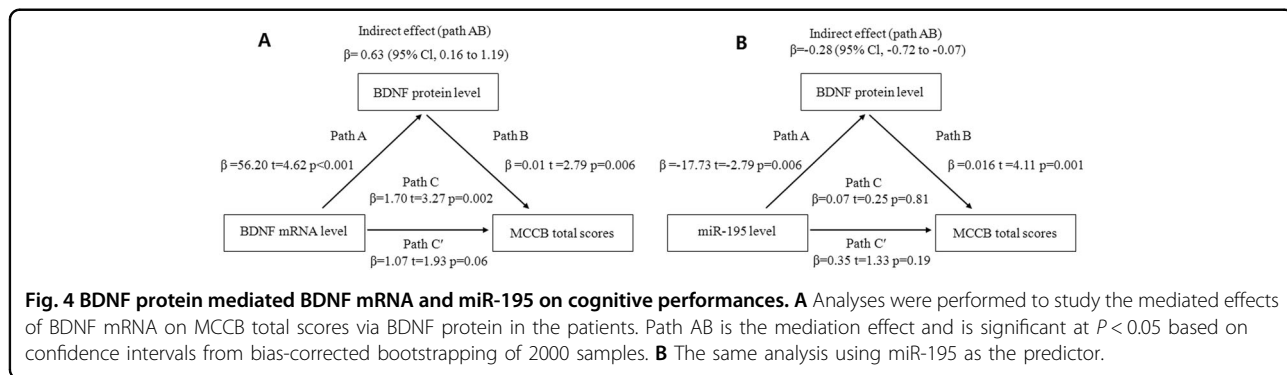 A
Indirect effect (path AB)
β= 0.63 (95% Cl, 0.16 to 1.19)
BDNF protein level
Path A
Path B
β =56.20 t=4.62 p<0.001
β =0.01 t =2.79 p=0.006
Path C
β=1.70 t=3.27 p=0.002
BDNF mRNA level
MCCB total scores
Path C′
β=1.07 t=1.93 p=0.06
B
Indirect effect (path AB)
β=-0.28 (95% Cl, -0.72 to -0.07)
BDNF protein level
Path A
Path B
β=-17.73 t=-2.79 p=0.006
β =0.016 t =4.11 p=0.001
Path C
β=0.07 t=0.25 p=0.81
miR-195 level
MCCB total scores
Path C′
β=0.35 t=1.33 p=0.19
Fig. 4 BDNF protein mediated BDNF mRNA and miR-195 on cognitive performances. A Analyses were performed to study the mediated effects
of BDNF mRNA on MCCB total scores via BDNF protein in the patients. Path AB is the mediation effect and is significant at P < 0.05 based on
confidence intervals from bias-corrected bootstrapping of 2000 samples. B The same analysis using miR-195 as the predictor.